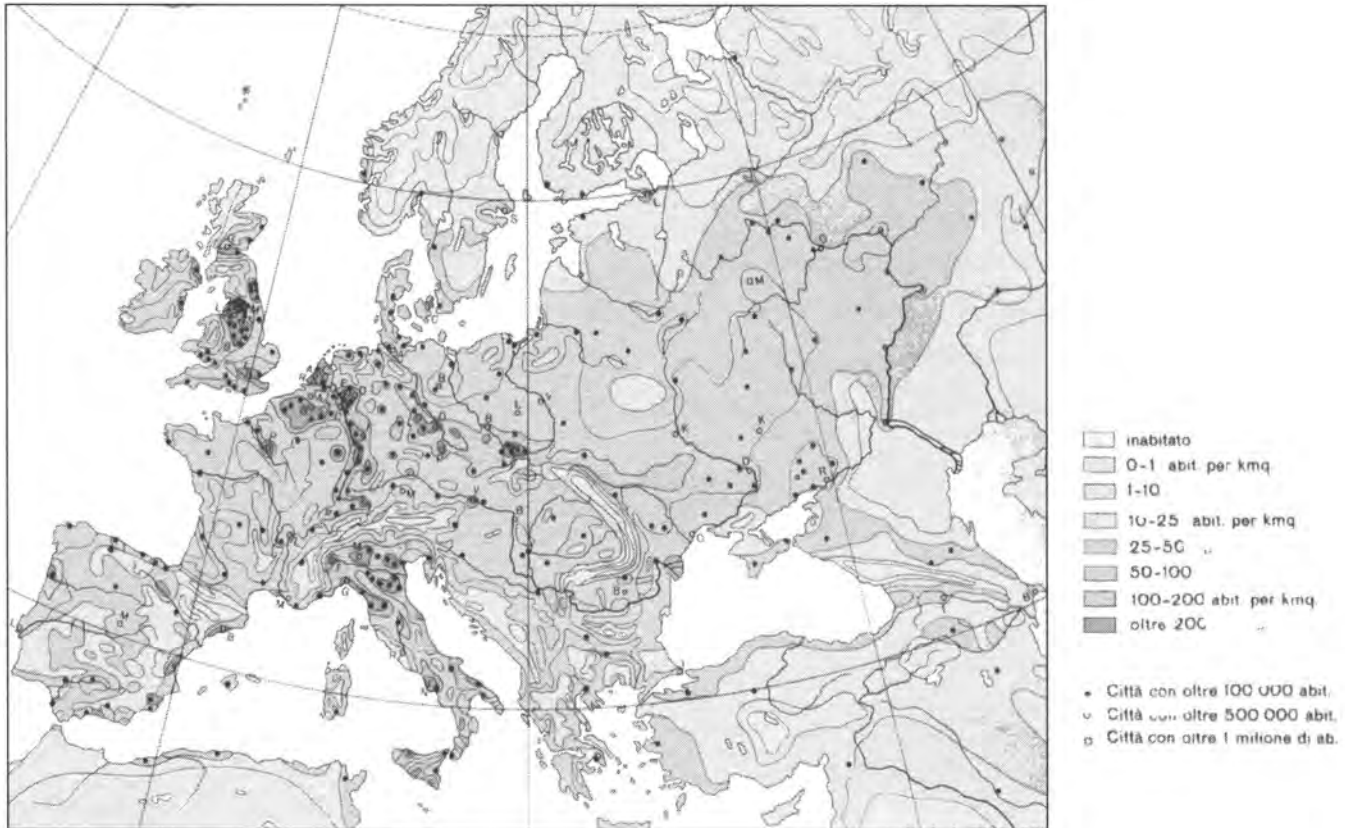 inabitato
0-1 abit. per kmq.
1-10
10-25 abit. per kmq
25-50 ..
50-100
100-200 abit. per kmq.
oltre 200 ..
Città con oltre 100 000 abit.
Città con oltre 500 000 abit.
Città con oltre 1 milione di ab.